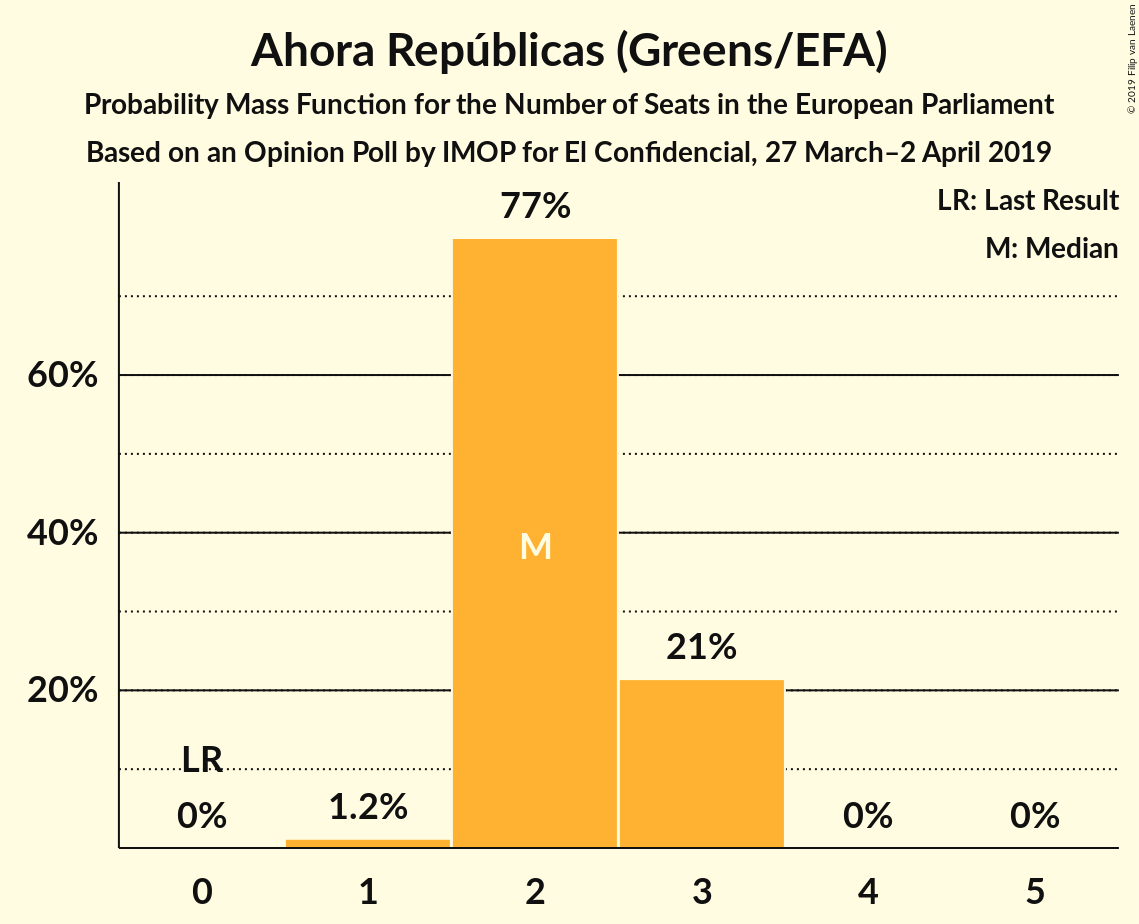 Ahora Repúblicas (Greens/EFA)
Probability Mass Function for the Number of Seats in the European Parliament
Based on an Opinion Poll by IMOP for El Confidencial, 27 March–2 April 2019
© 2019 Filip van Laenen
LR: Last Result
M: Median
77%
60%
40%
M
21%
20%
LR
0%
1.2%
0%
0%
0 1 2 3 4 5